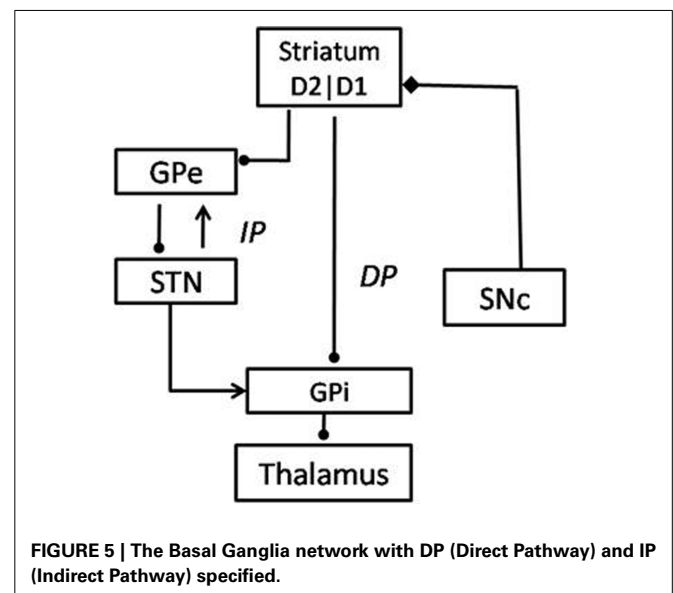 Striatum
D2|D1
GPe
IP
STN
DP
SNc
GPi
Thalamus
FIGURE 5 | The Basal Ganglia network with DP (Direct Pathway) and IP
(Indirect Pathway) specified.